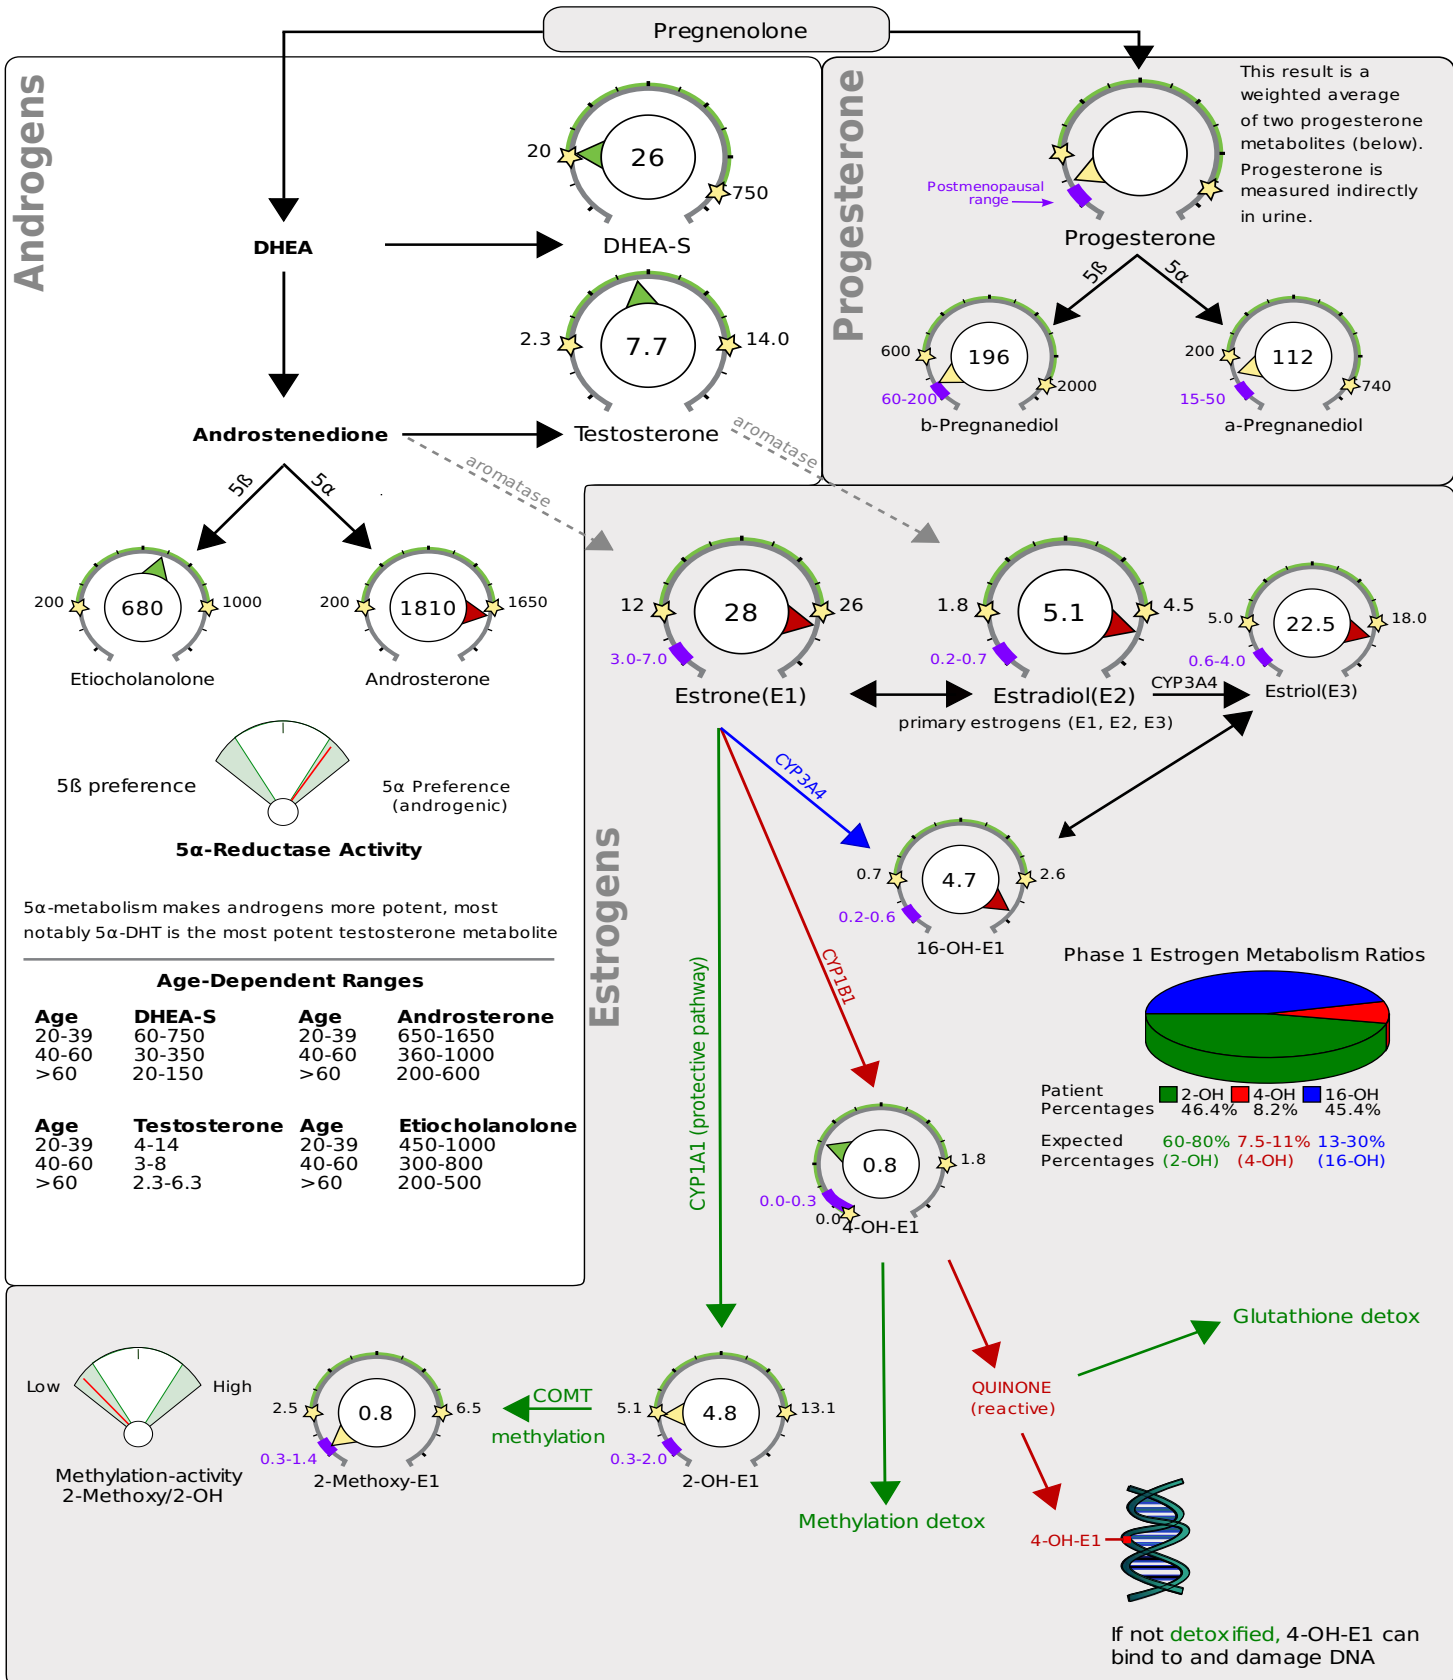 Pregnenolone
Androgens
20
26
750
DHEA
DHEA-S
2.3
7.7
14.0
Androstenedione
Testosterone
aromatase
aromatase
5ß
5α
200
680
1000
Etiocholanolone
200
1810
1650
Androsterone
5ß preference
5α Preference
(androgenic)
5α-Reductase Activity
5α-metabolism makes androgens more potent, most
notably 5α-DHT is the most potent testosterone metabolite
Age-Dependent Ranges
Age DHEA-S Age Androsterone
20-39 60-750 20-39 650-1650
40-60 30-350 40-60 360-1000
>60 20-150 >60 200-600
Age Testosterone Age Etiocholanolone
20-39 4-14 20-39 450-1000
40-60 3-8 40-60 300-800
>60 2.3-6.3 >60 200-500
Progesterone
This result is a
weighted average
of two progesterone
metabolites (below).
Progesterone is
measured indirectly
in urine.
Postmenopausal
range
Progesterone
5ß
5α
600
196
2000
60-200
b-Pregnanediol
200
112
740
15-50
a-Pregnanediol
Estrogens
12
28
26
3.0-7.0
Estrone(E1)
1.8
5.1
4.5
0.2-0.7
Estradiol(E2)
CYP3A4
5.0
22.5
18.0
0.6-4.0
Estriol(E3)
primary estrogens (E1, E2, E3)
CYP3A4
0.7
4.7
2.6
0.2-0.6
16-OH-E1
CYP1B1
CYP1A1 (protective pathway)
Phase 1 Estrogen Metabolism Ratios
Patient
Percentages
2-OH 4-OH 16-OH
46.4% 8.2% 45.4%
Expected
Percentages
60-80% 7.5-11% 13-30%
(2-OH) (4-OH) (16-OH)
0.8
1.8
0.0-0.3
0.0
4-OH-E1
Low
High
Methylation-activity
2-Methoxy/2-OH
2.5
0.8
6.5
0.3-1.4
2-Methoxy-E1
COMT
methylation
5.1
4.8
13.1
0.3-2.0
2-OH-E1
Methylation detox
QUINONE
(reactive)
Glutathione detox
4-OH-E1
If not detoxified, 4-OH-E1 can
bind to and damage DNA